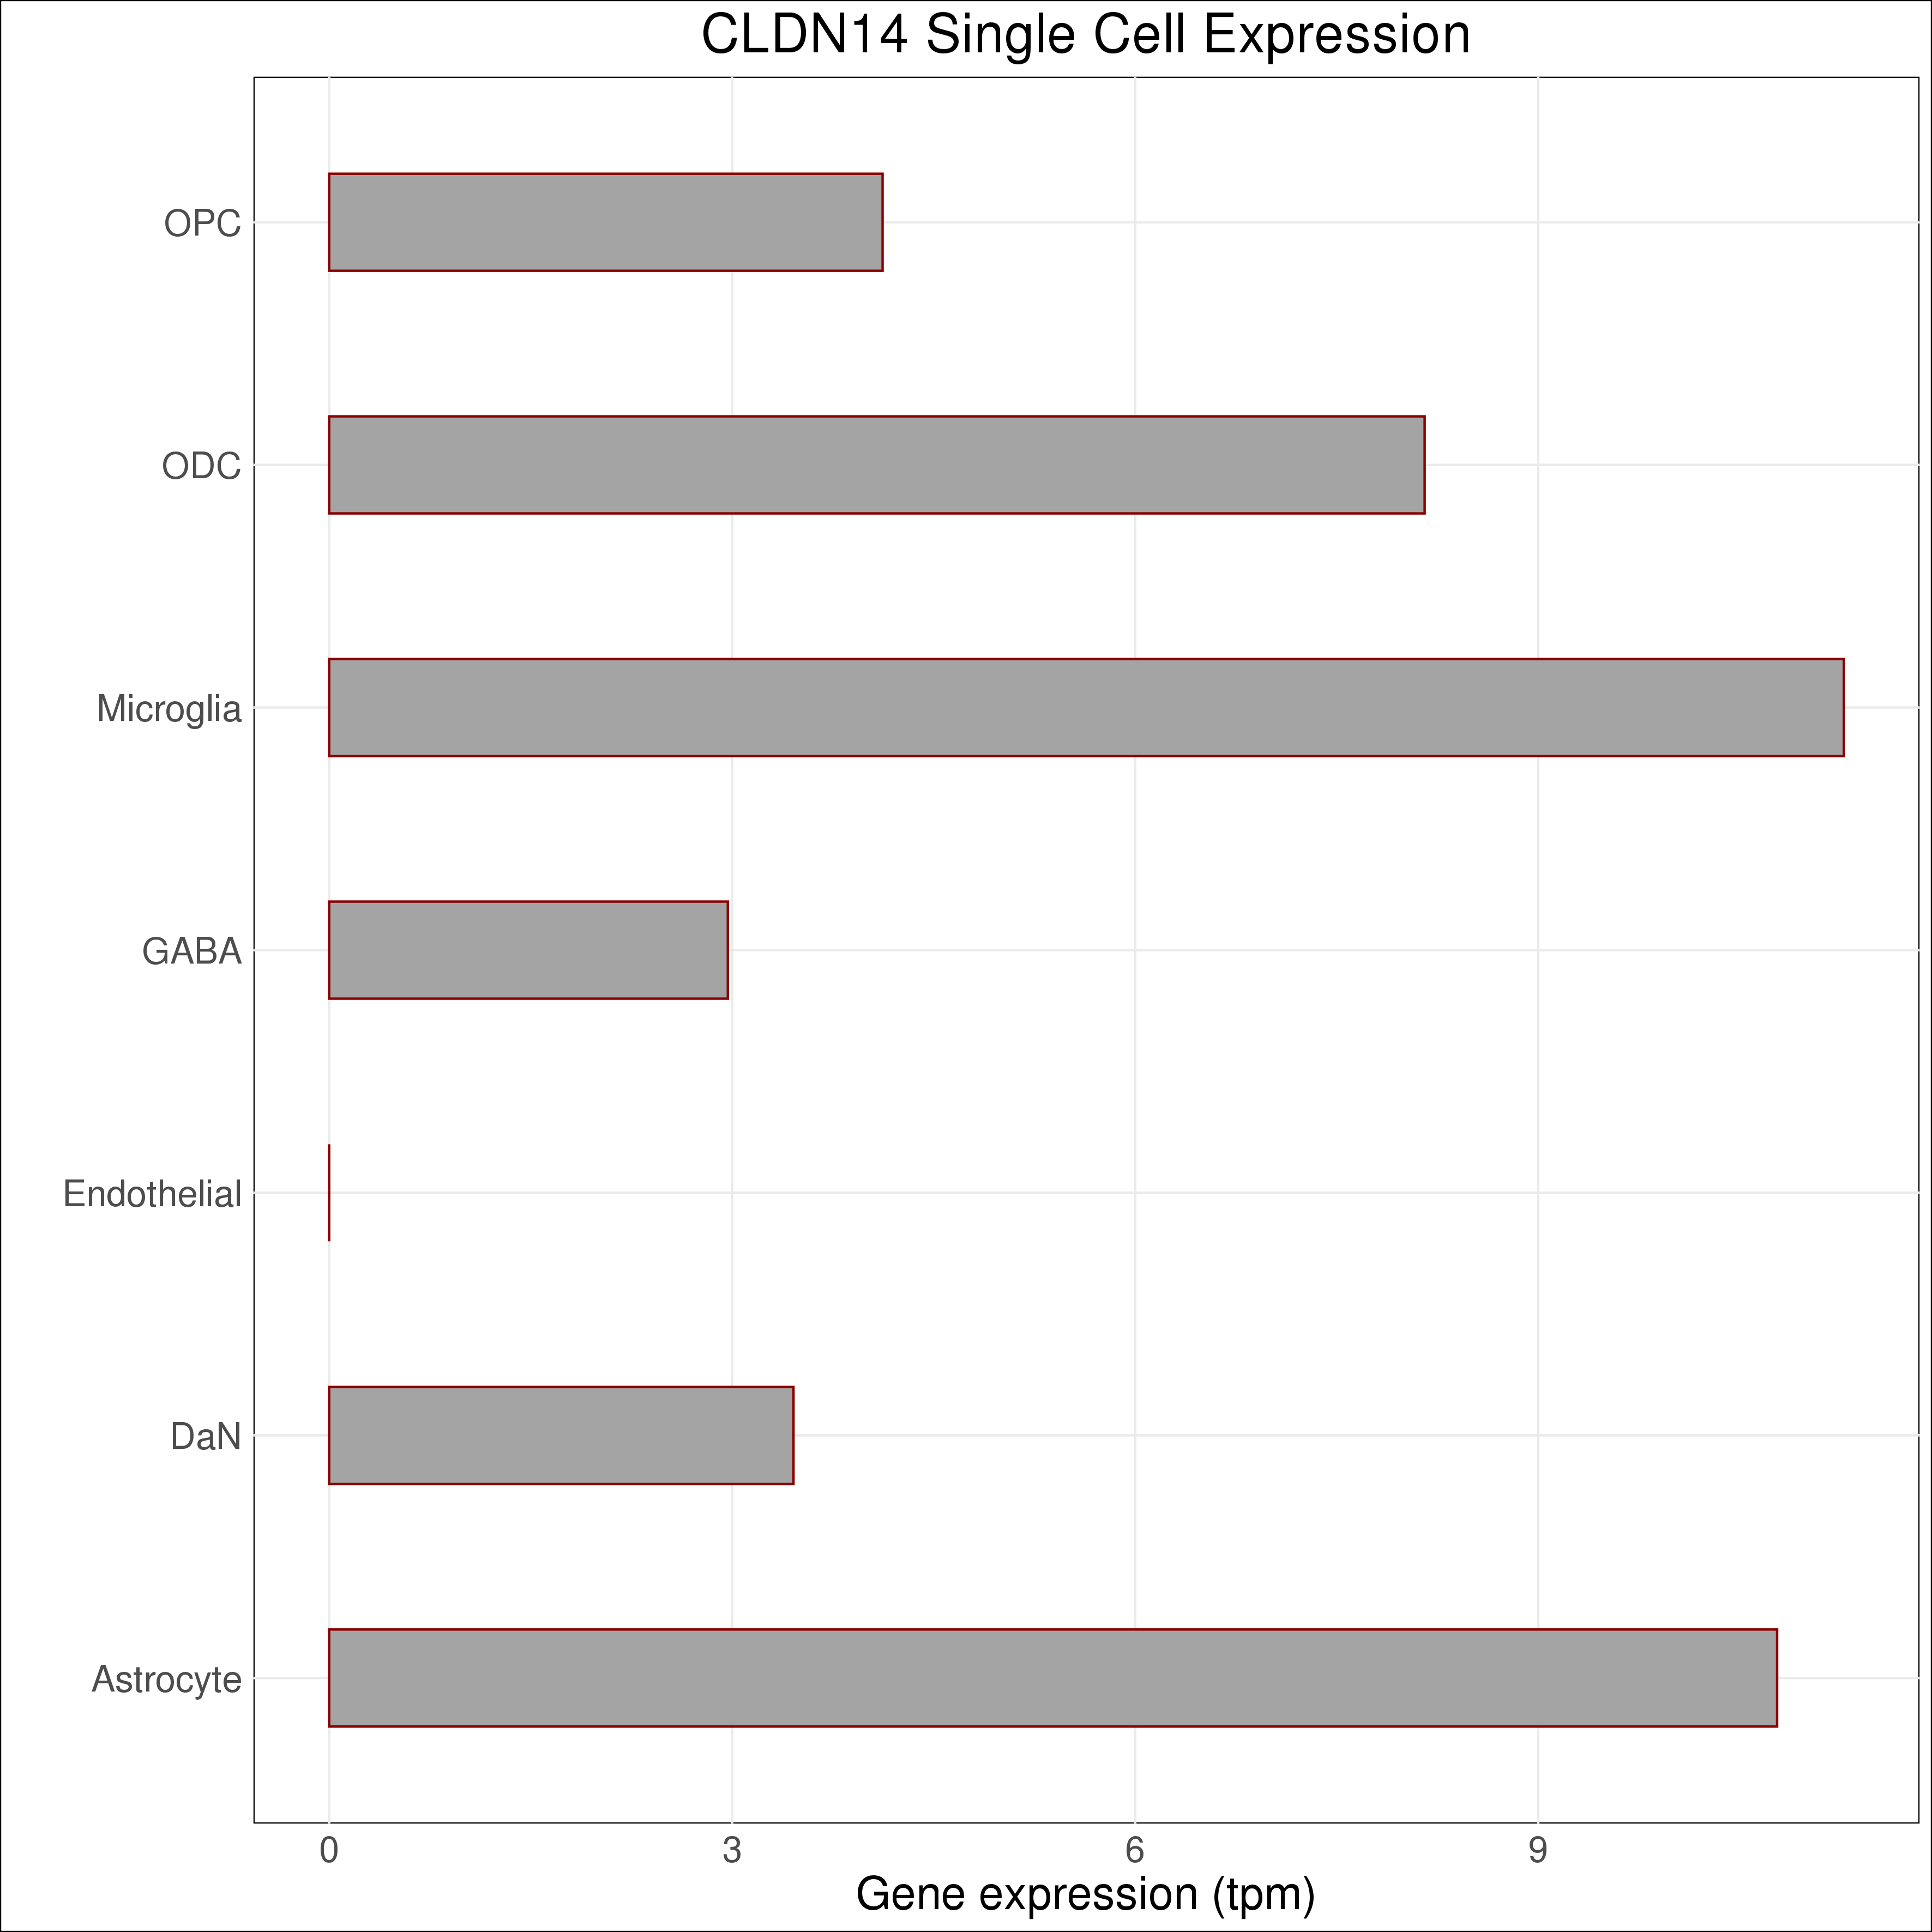 CLDN14 Single Cell Expression
OPC
ODC
Microglia
GABA
Endothelial
DaN
Astrocyte
0 3 6 9
Gene expression (tpm)